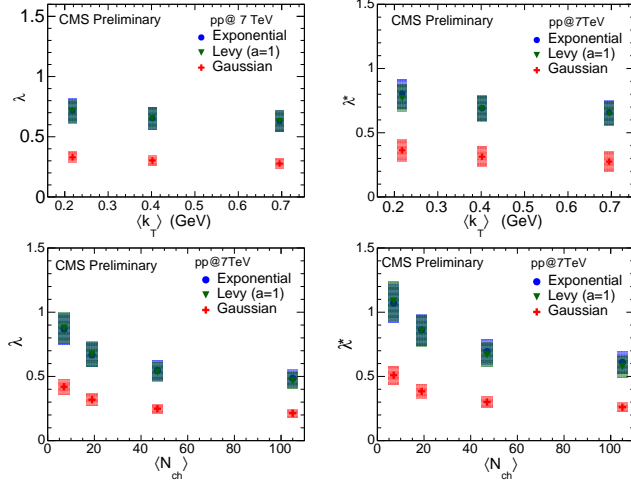 CMS Preliminary
pp@ 7 TeV
Exponential
Levy (a=1)
Gaussian
λ
1.5
1
0.5
0
0.2 0.3 0.4 0.5 0.6 0.7
⟨k_T⟩ (GeV)
CMS Preliminary
pp@7TeV
Exponential
Levy (a=1)
Gaussian
λ*
1.5
1
0.5
0
0.2 0.3 0.4 0.5 0.6 0.7
⟨k_T⟩ (GeV)
CMS Preliminary
pp@7TeV
Exponential
Levy (a=1)
Gaussian
λ
1.5
1
0.5
0
0 20 40 60 80 100
⟨N_ch⟩
CMS Preliminary
pp@7TeV
Exponential
Levy (a=1)
Gaussian
λ*
1.5
1
0.5
0
0 20 40 60 80 100
⟨N_ch⟩